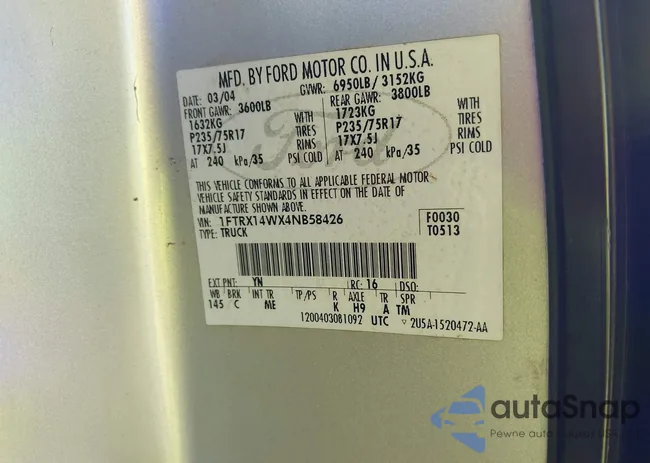 MFD. BY FORD MOTOR CO. IN U.S.A.
DATE: 03/04 GVWR: 6950LB/ 3152KG
FRONT GAWR: 3600LB REAR GAWR: 3800LB
1632KG WITH 1723KG WITH
P235/75R17 TIRES P235/75R17 TIRES
17X7.5J RIMS 17X7.5J RIMS
AT 240 kPa/35 PSI COLD AT 240 kPa/35 PSI COLD
Ford
THIS VEHICLE CONFORMS TO ALL APPLICABLE FEDERAL MOTOR
VEHICLE SAFETY STANDARDS IN EFFECT ON THE DATE OF
MANUFACTURE SHOWN ABOVE.
VIN: 1FTRX14WX4NB58426 F0030
TYPE: TRUCK T0513
EXT PNT: YN RC: 16 DSO:
WB BRK INT TR TP/PS R AXLE TR SPR
145 C ME K H9 A TM
1200403081092 UTC ▽ 2U5A-1520472-AA
autoSnap